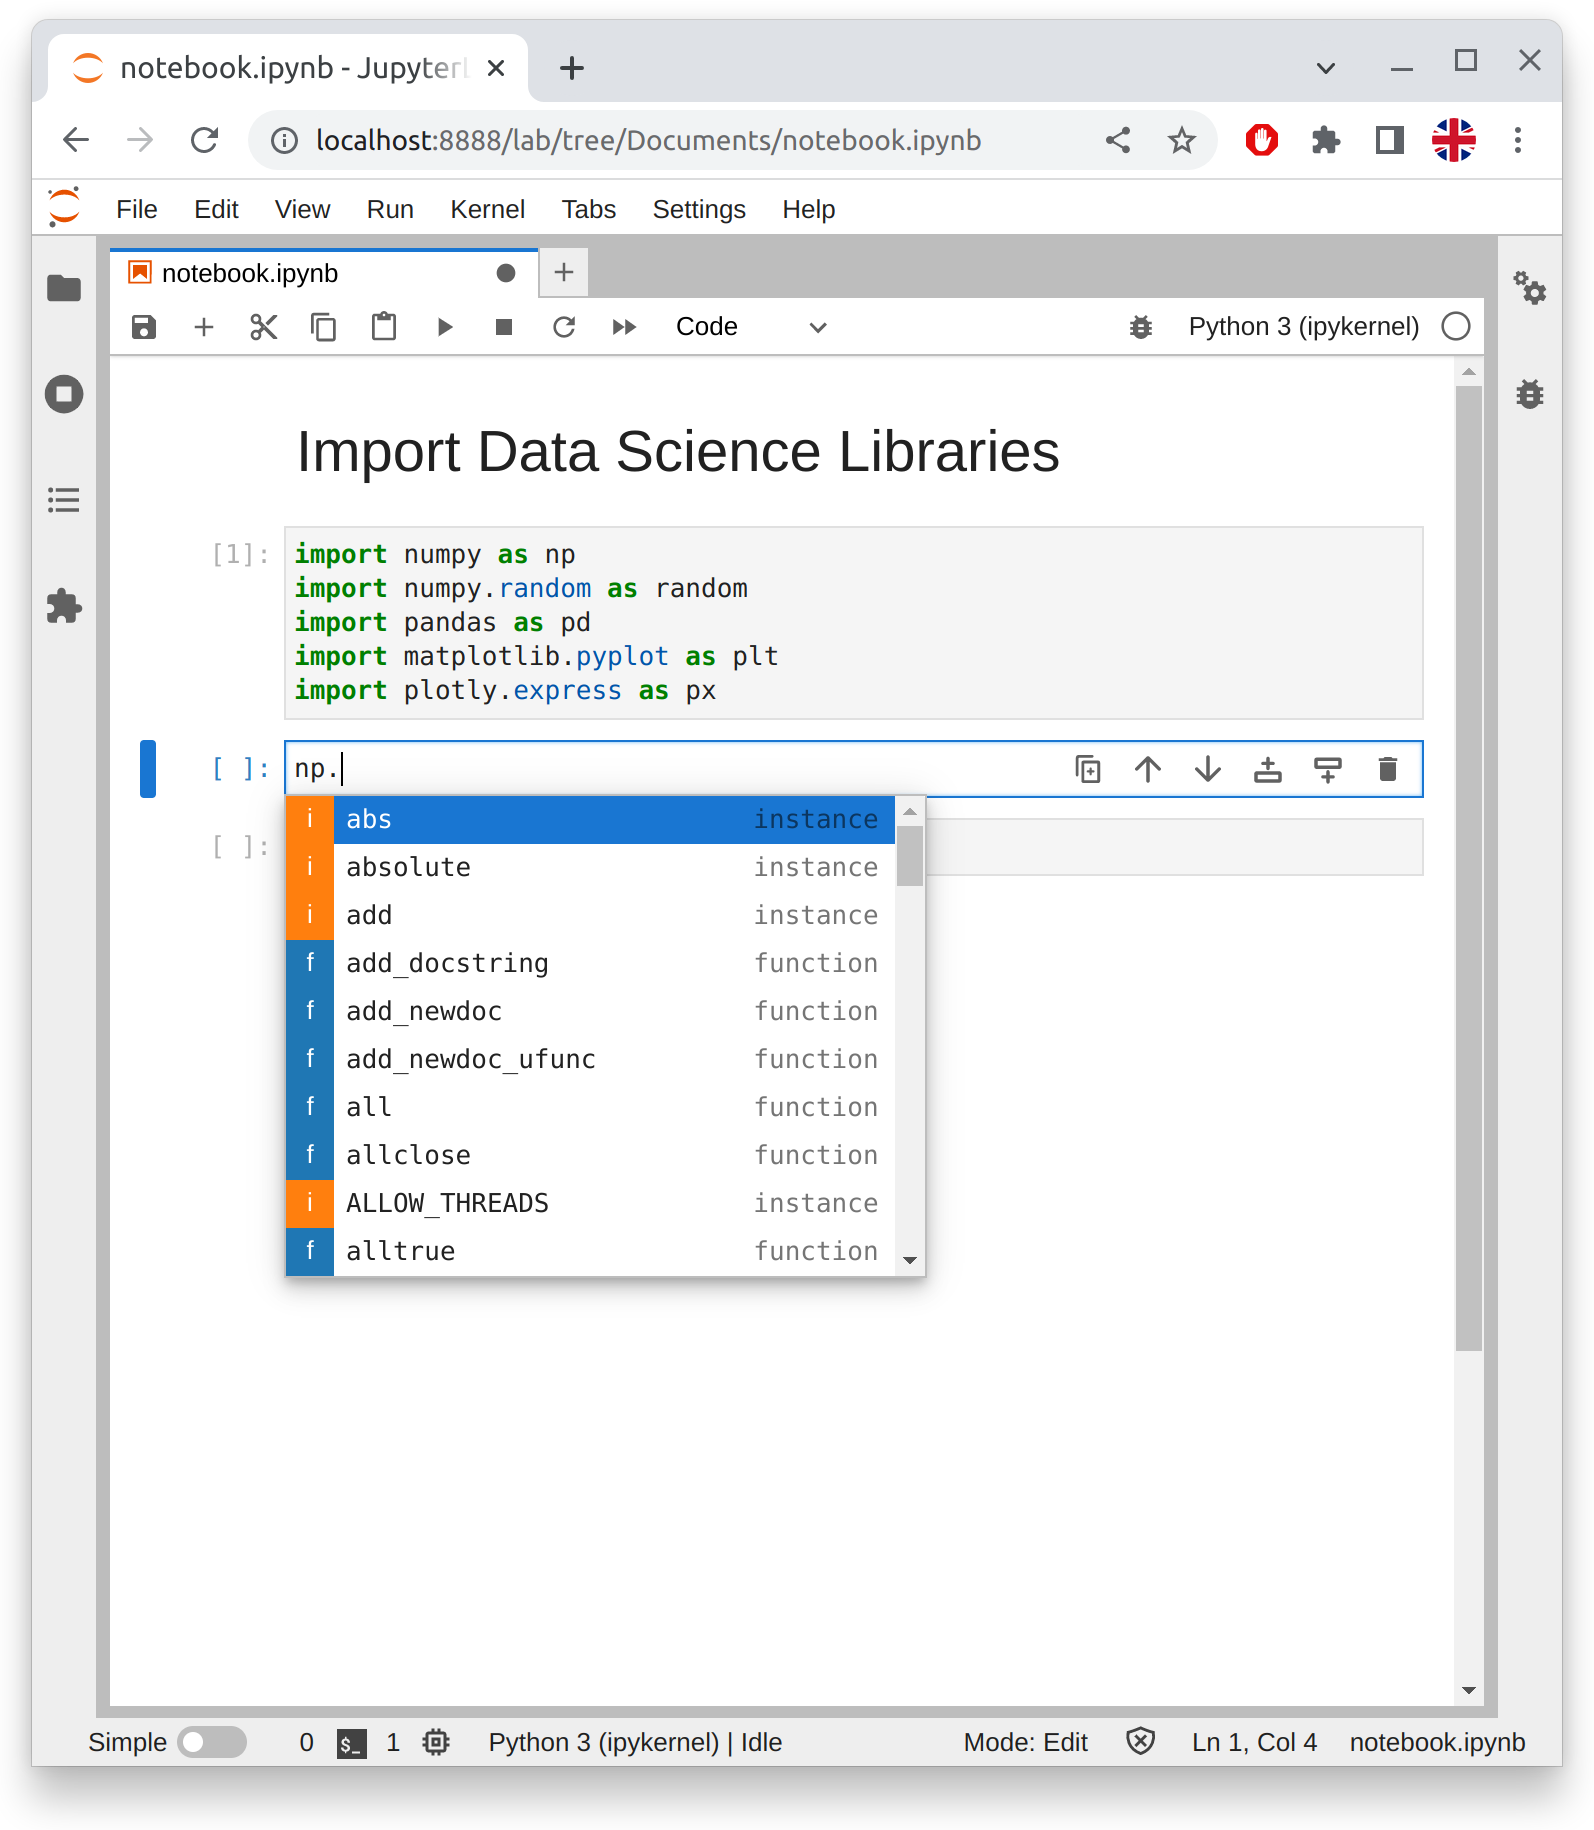 notebook.ipynb - Jupyter
localhost:8888/lab/tree/Documents/notebook.ipynb
File Edit View Run Kernel Tabs Settings Help
notebook.ipynb
Code Python 3 (ipykernel)
Import Data Science Libraries
[1]: import numpy as np
import numpy.random as random
import pandas as pd
import matplotlib.pyplot as plt
import plotly.express as px
[ ]: np.
[ ]:
i abs instance
i absolute instance
i add instance
f add_docstring function
f add_newdoc function
f add_newdoc_ufunc function
f all function
f allclose function
i ALLOW_THREADS instance
f alltrue function
Simple 0 $_ 1 Python 3 (ipykernel) | Idle Mode: Edit Ln 1, Col 4 notebook.ipynb